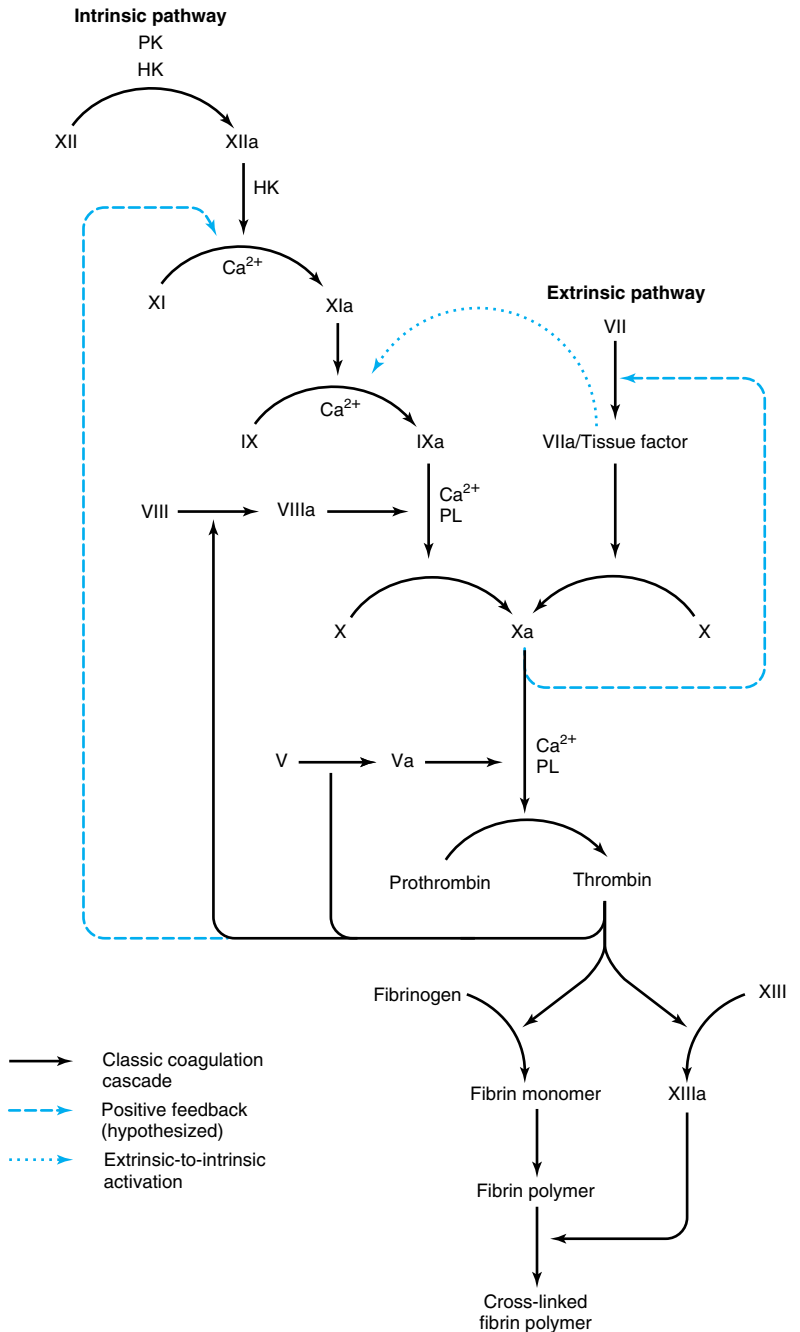 Intrinsic pathway
PK
HK
XII
XIIa
HK
Ca2+
XI
XIa
Extrinsic pathway
VII
Ca2+
IX
IXa
VIIa/Tissue factor
Ca2+
PL
VIII
VIIIa
X
Xa
X
Ca2+
PL
V
Va
Prothrombin
Thrombin
Fibrinogen
XIII
Fibrin monomer
XIIIa
Fibrin polymer
Cross-linked
fibrin polymer
Classic coagulation
cascade
Positive feedback
(hypothesized)
Extrinsic-to-intrinsic
activation